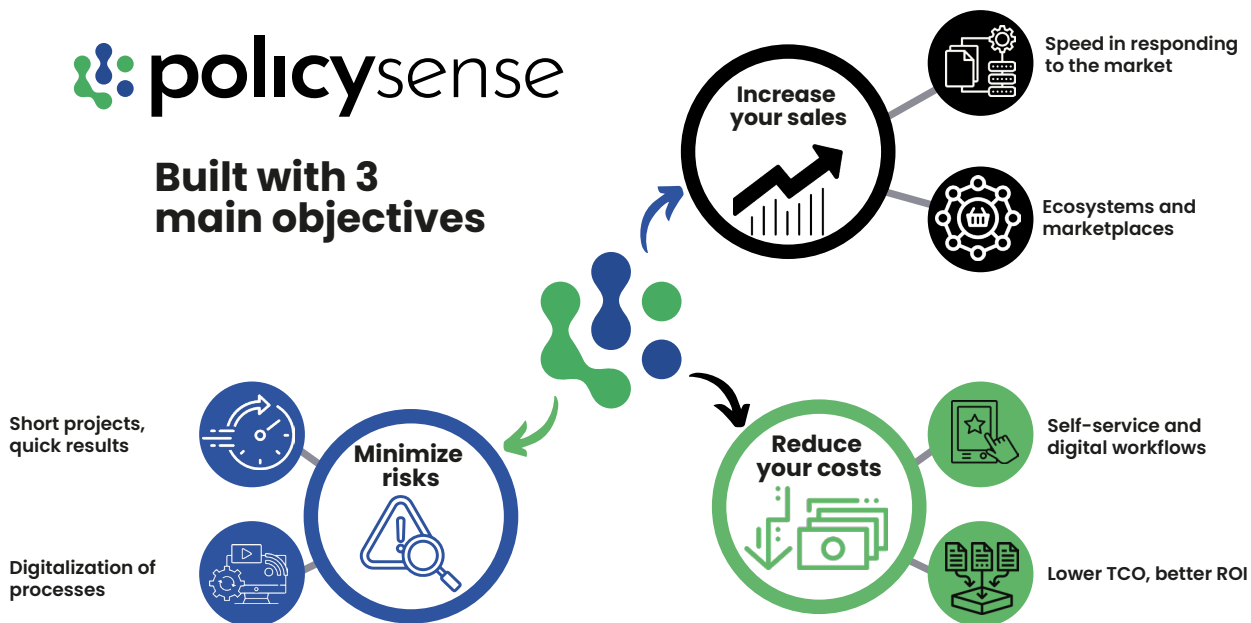 policysense
Built with 3
main objectives
Increase
your sales
Speed in responding
to the market
Ecosystems and
marketplaces
Minimize
risks
Short projects,
quick results
Digitalization of
processes
Reduce
your costs
Self-service and
digital workflows
Lower TCO, better ROI